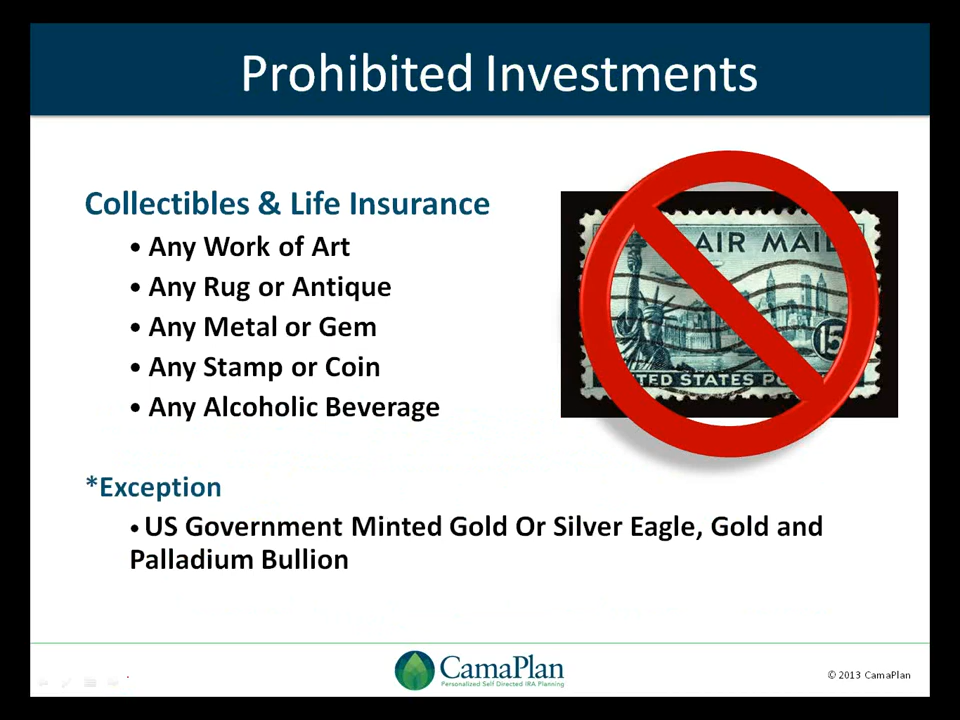 Prohibited Investments
Collectibles & Life Insurance
• Any Work of Art
• Any Rug or Antique
• Any Metal or Gem
• Any Stamp or Coin
• Any Alcoholic Beverage
AIR MAIL
15
TED STATES PO
*Exception
• US Government Minted Gold Or Silver Eagle, Gold and
Palladium Bullion
CamaPlan
Personalized Self Directed IRA Planning
© 2013 CamaPlan